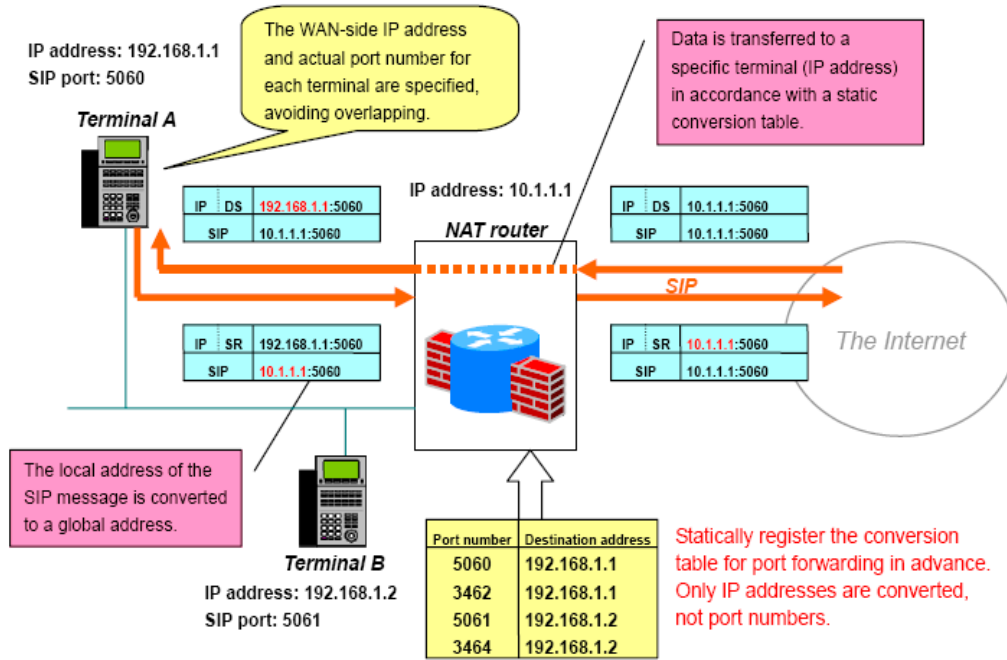 IP address: 192.168.1.1
SIP port: 5060
Terminal A
The WAN-side IP address
and actual port number for
each terminal are specified,
avoiding overlapping.
Data is transferred to a
specific terminal (IP address)
in accordance with a static
conversion table.
IP address: 10.1.1.1
NAT router
IP DS 192.168.1.1:5060
SIP 10.1.1.1:5060
IP DS 10.1.1.1:5060
SIP 10.1.1.1:5060
SIP
The Internet
IP SR 192.168.1.1:5060
SIP 10.1.1.1:5060
IP SR 10.1.1.1:5060
SIP 10.1.1.1:5060
The local address of the
SIP message is converted
to a global address.
Terminal B
IP address: 192.168.1.2
SIP port: 5061
Port number Destination address
5060 192.168.1.1
3462 192.168.1.1
5061 192.168.1.2
3464 192.168.1.2
Statically register the conversion
table for port forwarding in advance.
Only IP addresses are converted,
not port numbers.